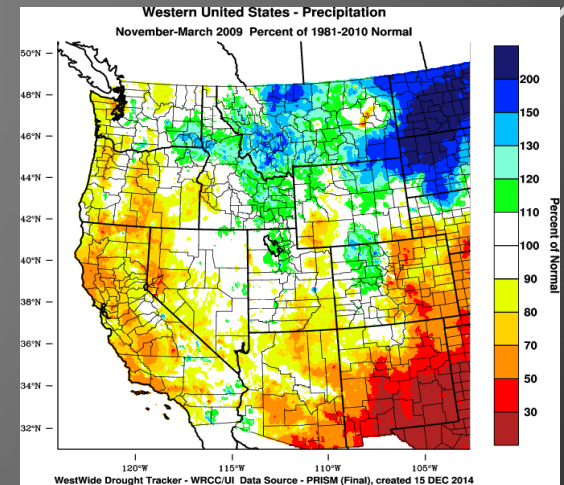 Western United States - Precipitation
November-March 2009 Percent of 1981-2010 Normal
50°N
48°N
46°N
44°N
42°N
40°N
38°N
36°N
34°N
32°N
120°W
115°W
110°W
105°W
200
150
130
120
110
100
90
80
70
50
30
Percent of Normal
WestWide Drought Tracker - WRCC/UI Data Source - PRISM (Final), created 15 DEC 2014